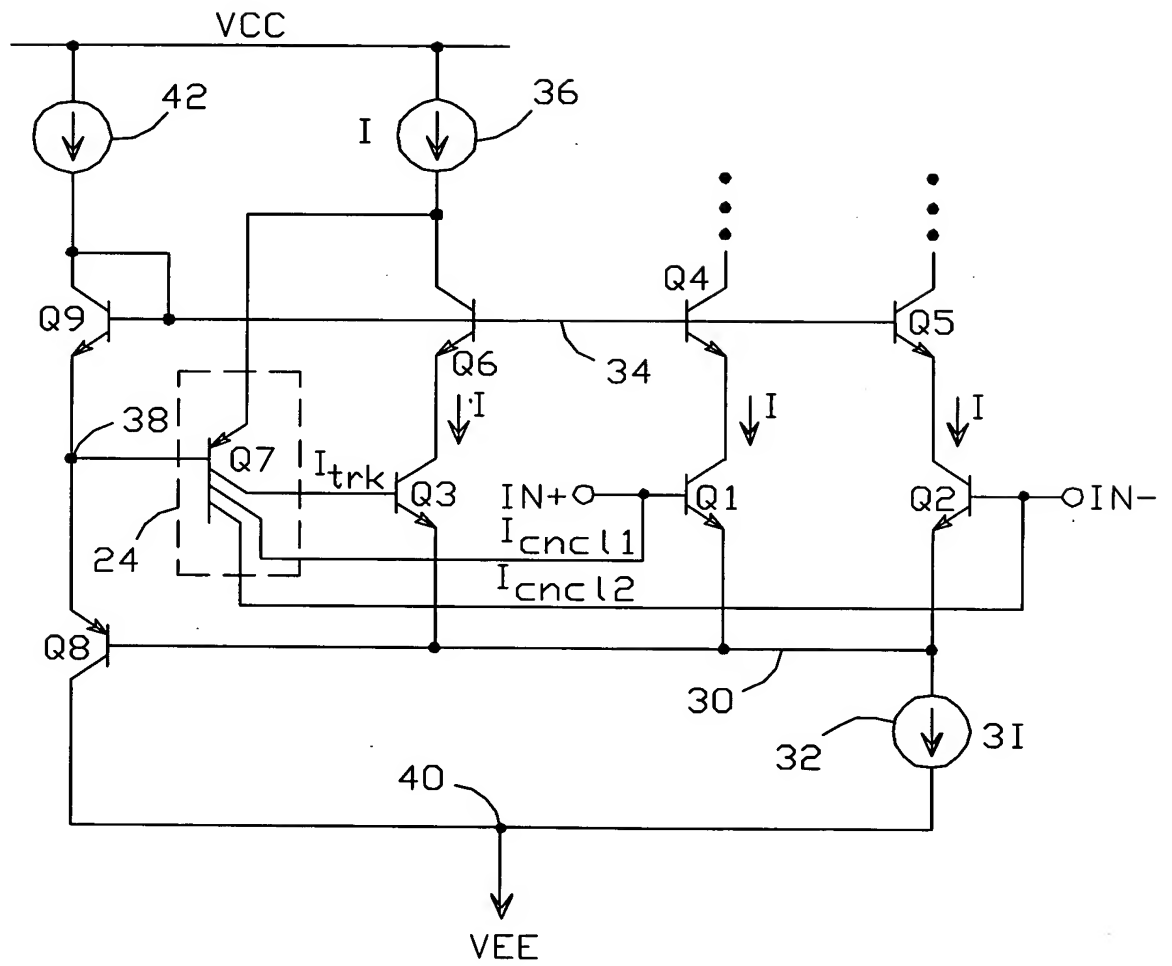 VCC
42
36
I
Q4
Q9
Q6
Q5
34
38
I
I
I
Q7
Itrk
Q3
IN+
Q1
Q2
IN-
24
Icncl1
Icncl2
Q8
30
32
3I
40
VEE